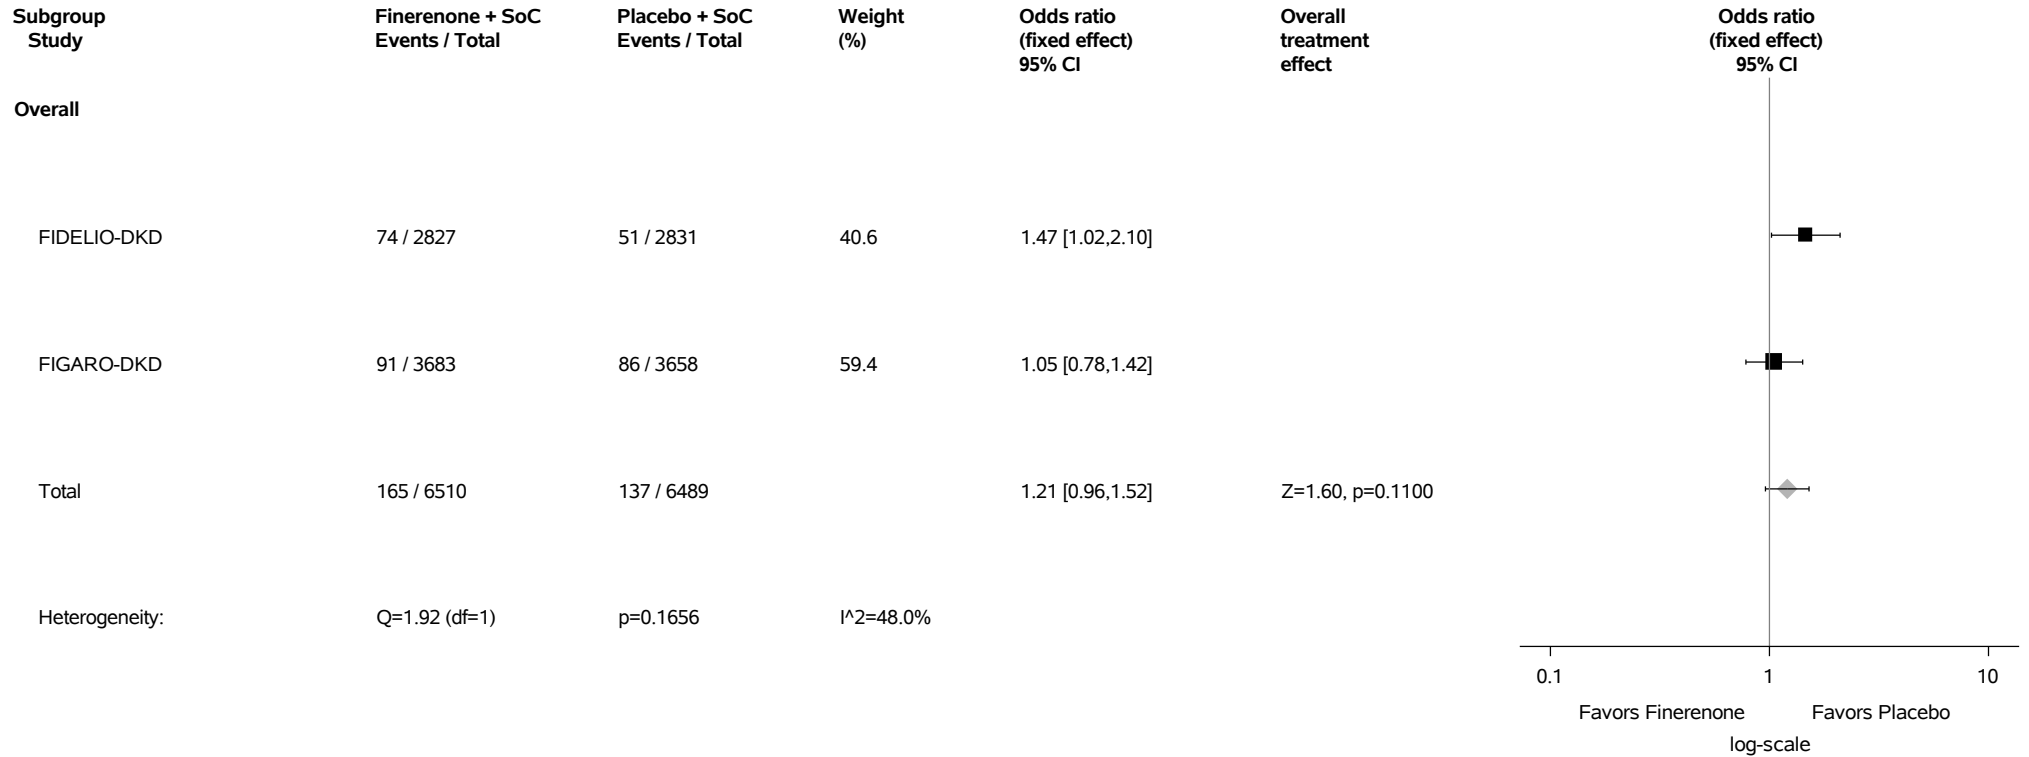 Subgroup Finerenone + SoC Placebo + SoC Weight Odds ratio Overall Odds ratio
Study Events / Total Events / Total (%) (fixed effect) treatment (fixed effect)
95% CI effect 95% CI
Overall
FIDELIO-DKD 74 / 2827 51 / 2831 40.6 1.47 [1.02,2.10]
FIGARO-DKD 91 / 3683 86 / 3658 59.4 1.05 [0.78,1.42]
Total 165 / 6510 137 / 6489 1.21 [0.96,1.52] Z=1.60, p=0.1100
Heterogeneity: Q=1.92 (df=1) p=0.1656 I^2=48.0%
0.1 1 10
Favors Finerenone Favors Placebo
log-scale